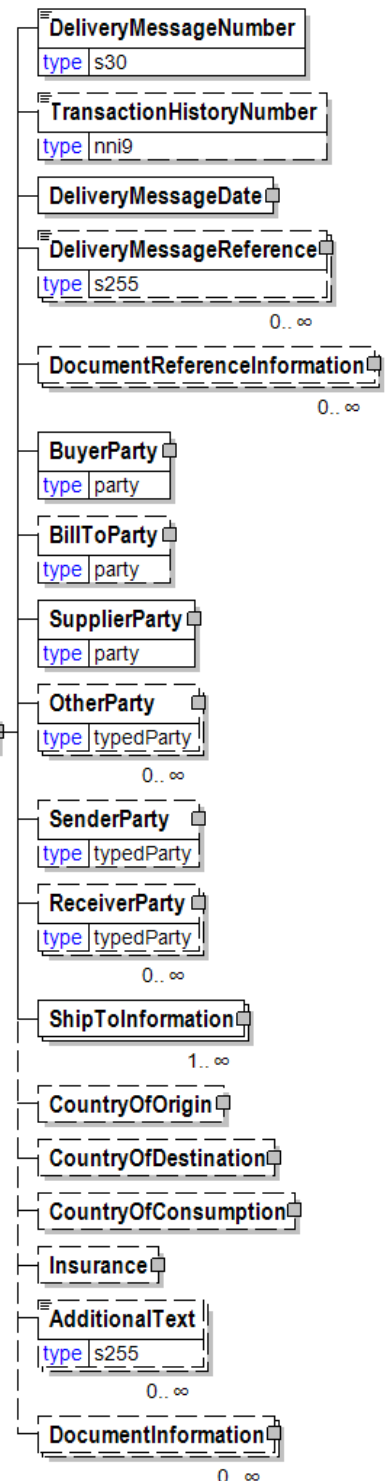 DeliveryMessageNumber
type s30
TransactionHistoryNumber
type nni9
DeliveryMessageDate
DeliveryMessageReference
type s255
0.. ∞
DocumentReferenceInformation
0.. ∞
BuyerParty
type party
BillToParty
type party
SupplierParty
type party
OtherParty
type typedParty
0.. ∞
SenderParty
type typedParty
ReceiverParty
type typedParty
0.. ∞
ShipToInformation
1.. ∞
CountryOfOrigin
CountryOfDestination
CountryOfConsumption
Insurance
AdditionalText
type s255
0.. ∞
DocumentInformation
0.. ∞